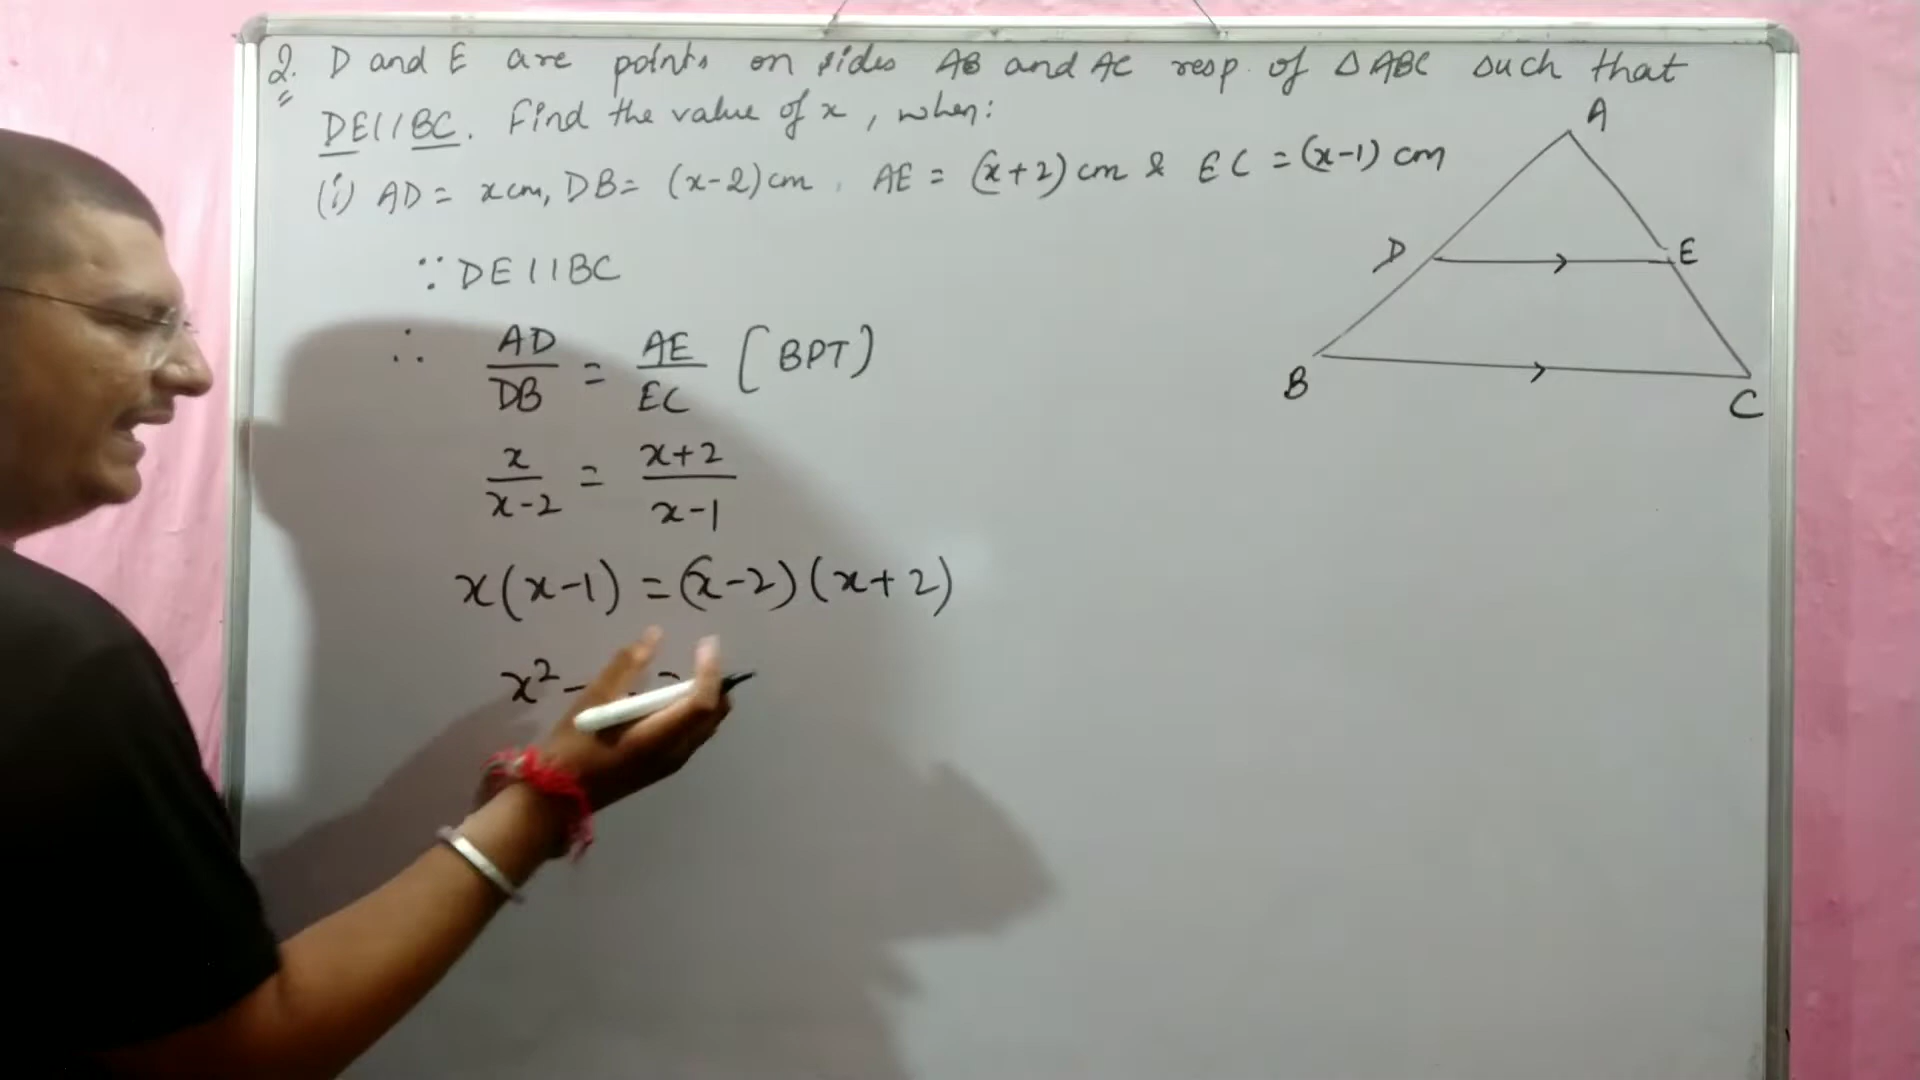 2. D and E are points on sides AB and AC resp. of △ABC such that
DE||BC. Find the value of x, when:
(i) AD = x cm, DB = (x-2) cm, AE = (x+2) cm & EC = (x-1) cm
A
D
E
B
C
∵ DE||BC
∴ AD/DB = AE/EC [BPT)
x/x-2 = x+2/x-1
x(x-1) = (x-2)(x+2)
x² -